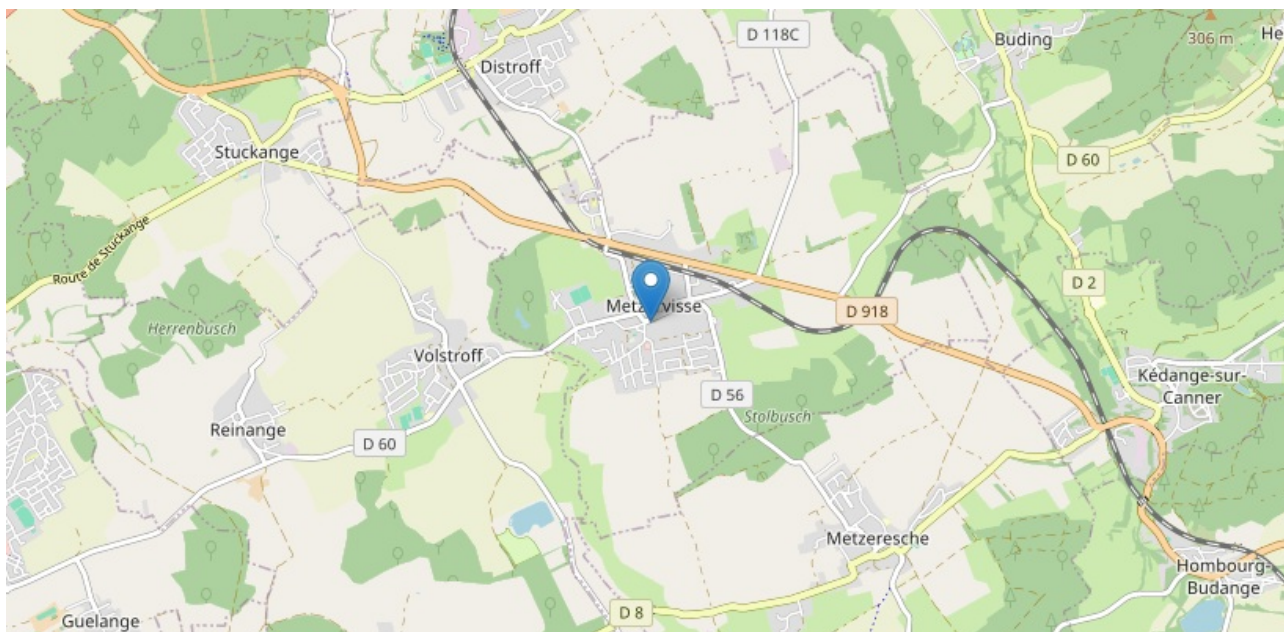 D 118C
Buding
306 m
He
Distroff
Stuckange
D 60
Route de Stuckange
D 2
Metzervisse
D 918
Herrenbusch
Volstroff
Kédange-sur-
Canner
D 56
Stolbusch
Reinange
D 60
Metzeresche
Hombourg-
Budange
D 8
Guelange